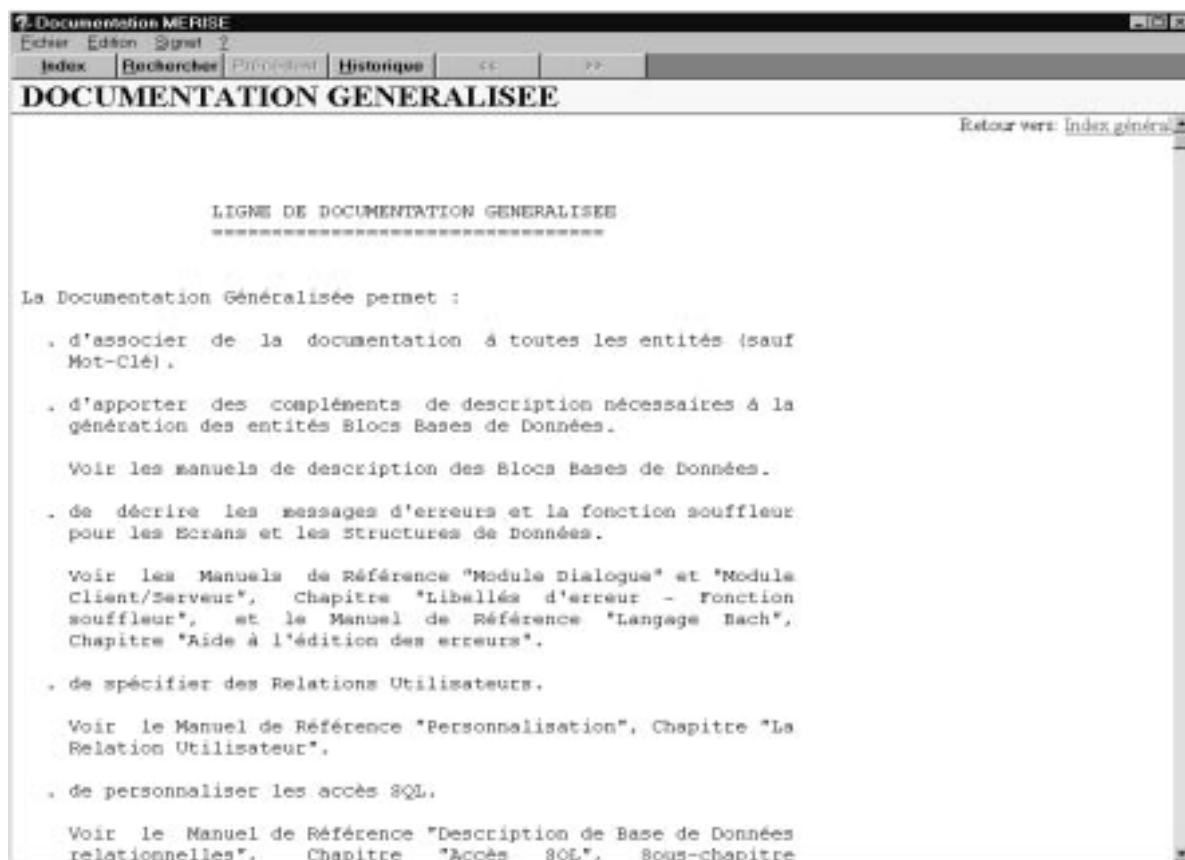 Documentation MERISE
Fichier Edition Signet ?
Index Rechercher Précédent Historique << >>
DOCUMENTATION GENERALISEE
Retour vers: Index général
LIGNE DE DOCUMENTATION GENERALISEE
=================================
La Documentation Généralisée permet :
. d'associer de la documentation à toutes les entités (sauf
Mot-Clé).
. d'apporter des compléments de description nécessaires à la
génération des entités Blocs Bases de Données.
Voir les manuels de description des Blocs Bases de Données.
. de décrire les messages d'erreurs et la fonction souffleur
pour les Ecrans et les Structures de Données.
Voir les Manuels de Référence "Module Dialogue" et "Module
Client/Serveur", Chapitre "Libellés d'erreur - Fonction
souffleur", et le Manuel de Référence "Langage Bach",
Chapitre "Aide à l'édition des erreurs".
. de spécifier des Relations Utilisateurs.
Voir le Manuel de Référence "Personnalisation", Chapitre "La
Relation Utilisateur".
. de personnaliser les accès SQL.
Voir le Manuel de Référence "Description de Base de Données
relationnelles", Chapitre "Accès SQL", Sous-chapitre